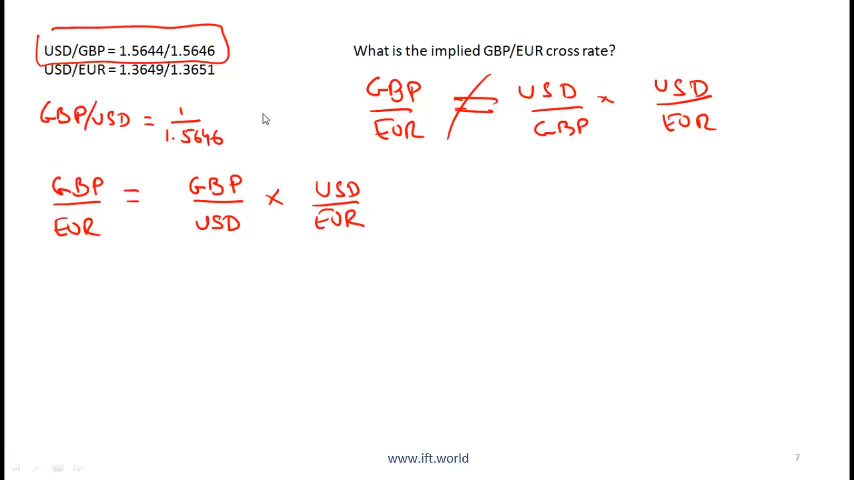 USD/GBP = 1.5644/1.5646
USD/EUR = 1.3649/1.3651
What is the implied GBP/EUR cross rate?
GBP/EUR ≠ USD/GBP × USD/EUR
GBP/USD = 1/1.5646
GBP/EUR = GBP/USD × USD/EUR
www.ift.world
7